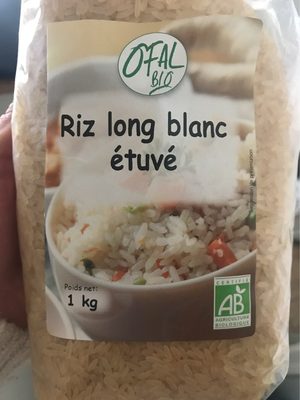 OFAL
BIO
Riz long blanc
étuvé
Poids net:
1 kg
CERTIFIÉ
AB
AGRICULTURE
BIOLOGIQUE